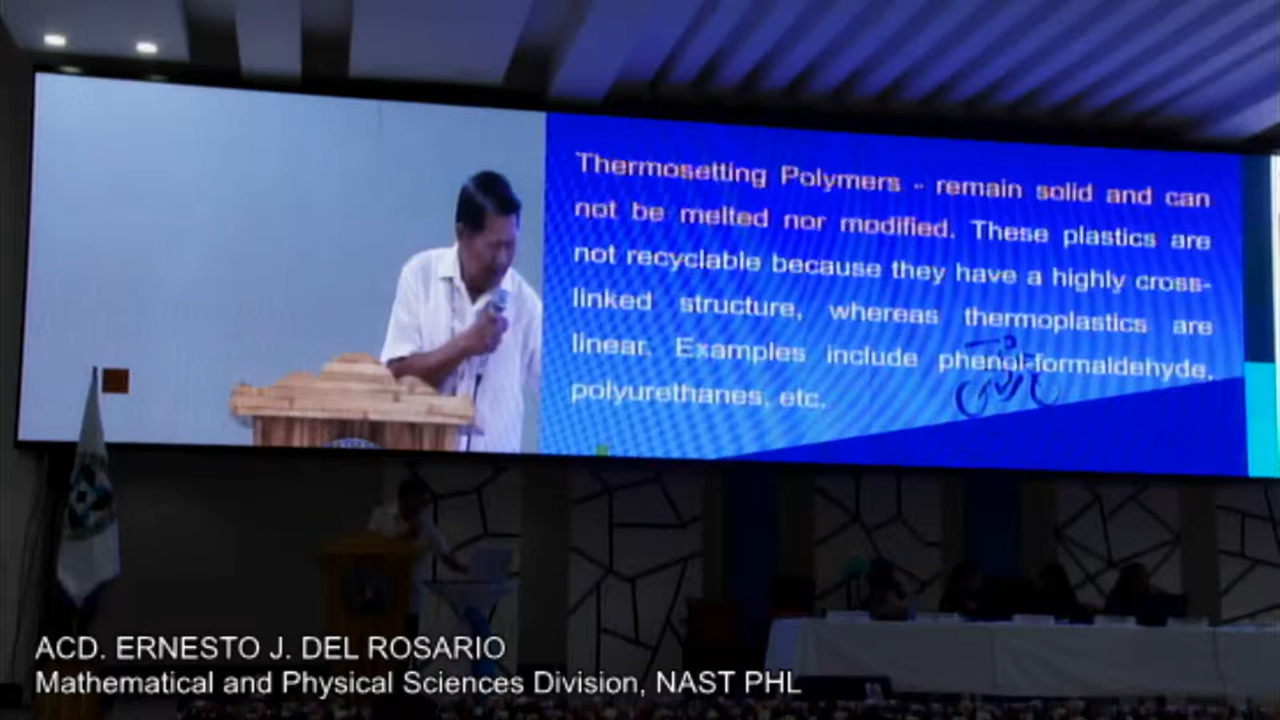 Thermosetting Polymers - remain solid and can
not be melted nor modified. These plastics are
not recyclable because they have a highly cross-
linked structure, whereas thermoplastics are
linear. Examples include phenol-formaldehyde,
polyurethanes, etc.
ACD. ERNESTO J. DEL ROSARIO
Mathematical and Physical Sciences Division, NAST PHL